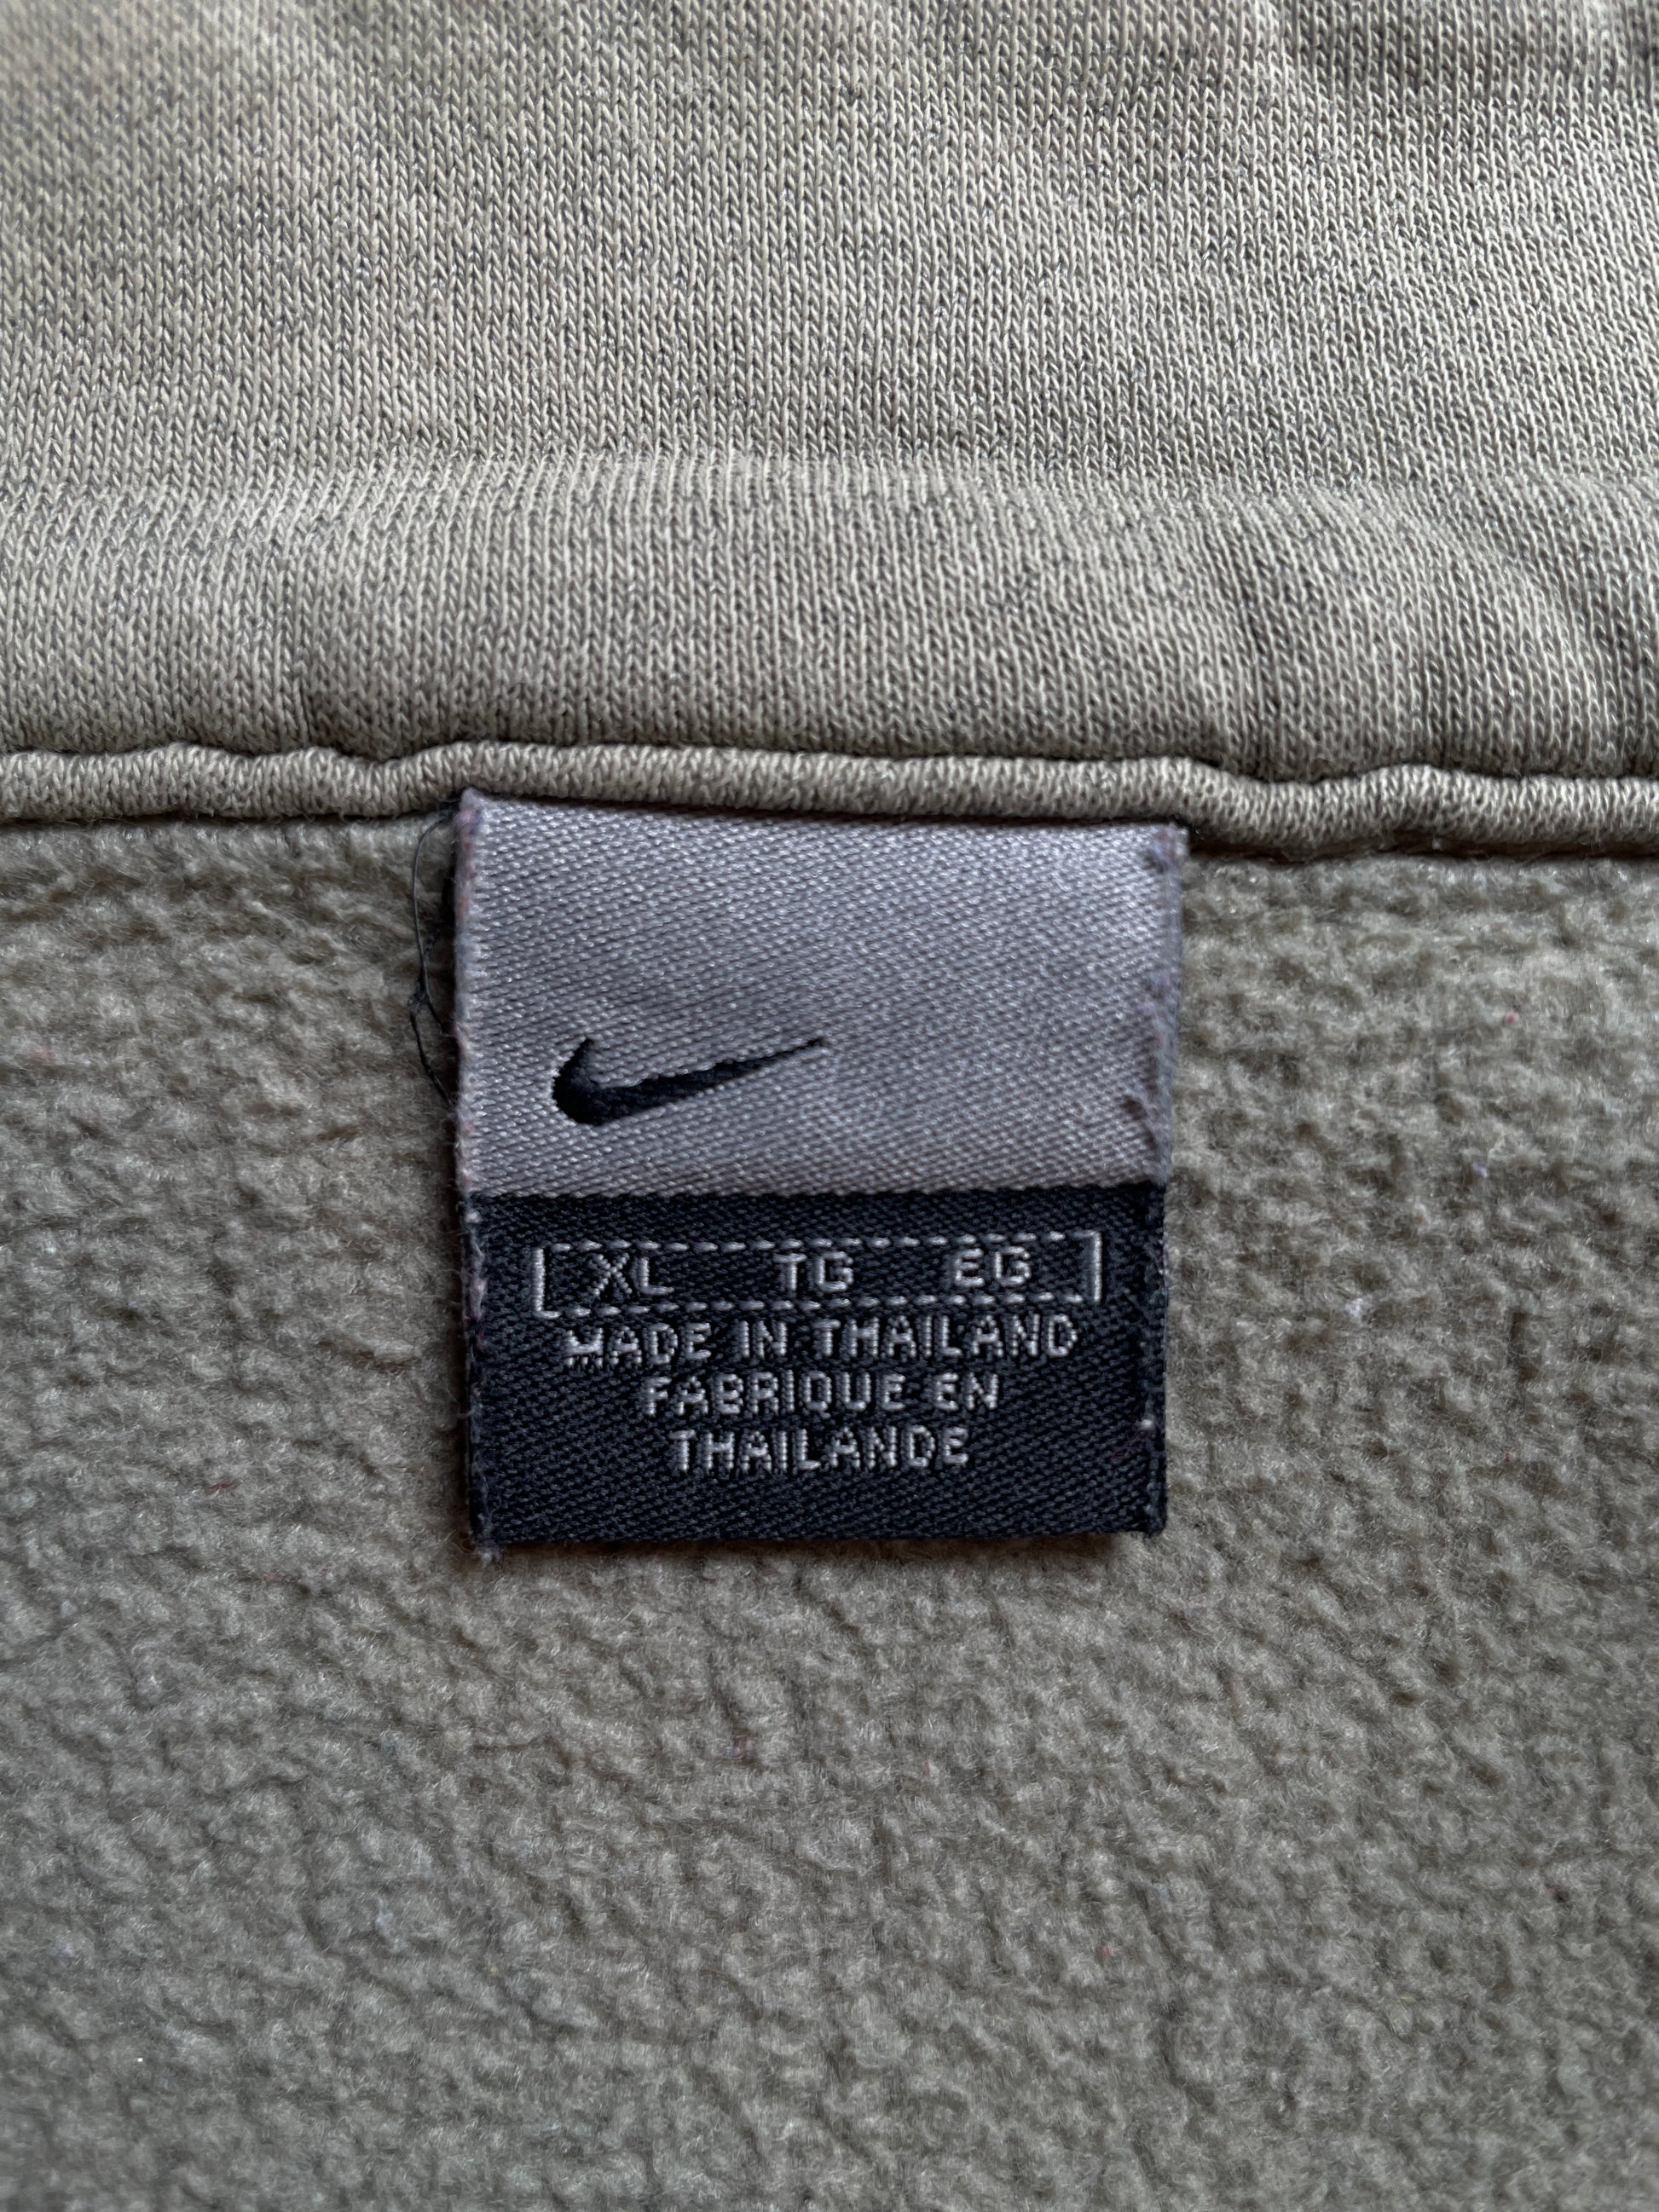 XL TG EG
MADE IN THAILAND
FABRIQUE EN
THAILANDE